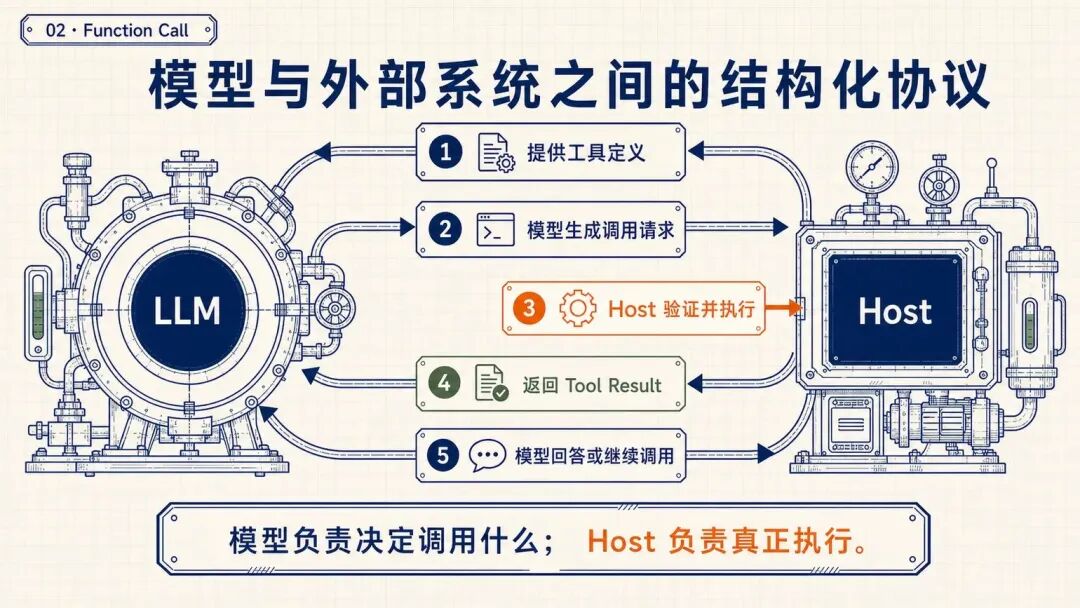 02 · Function Call
模型与外部系统之间的结构化协议
1 提供工具定义
2 模型生成调用请求
3 Host 验证并执行
4 返回 Tool Result
5 模型回答或继续调用
LLM
Host
模型负责决定调用什么； Host 负责真正执行。